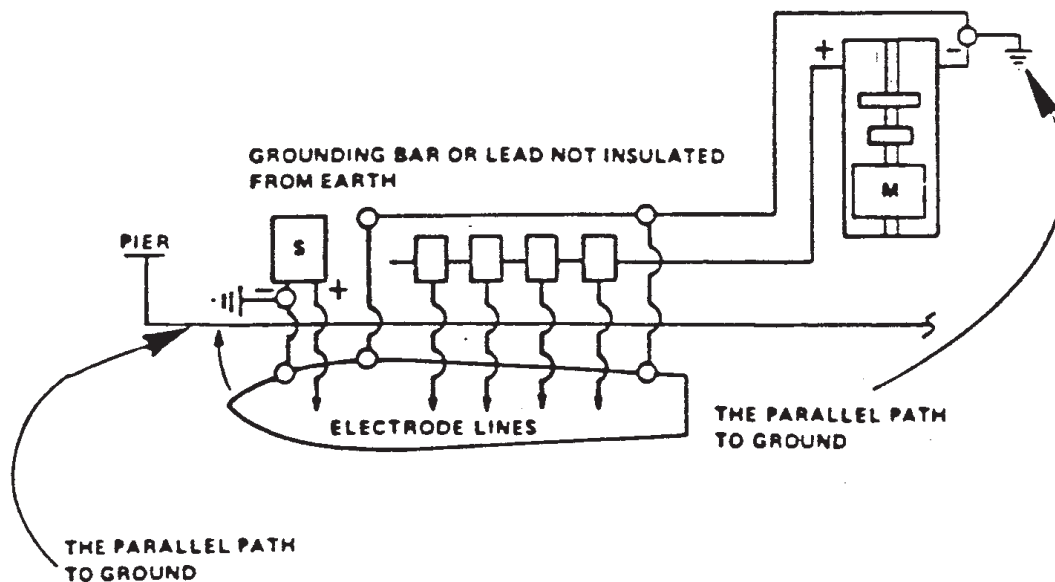 +
-
GROUNDING BAR OR LEAD NOT INSULATED
FROM EARTH
M
PIER
S
-
+
ELECTRODE LINES
THE PARALLEL PATH
TO GROUND
THE PARALLEL PATH
TO GROUND